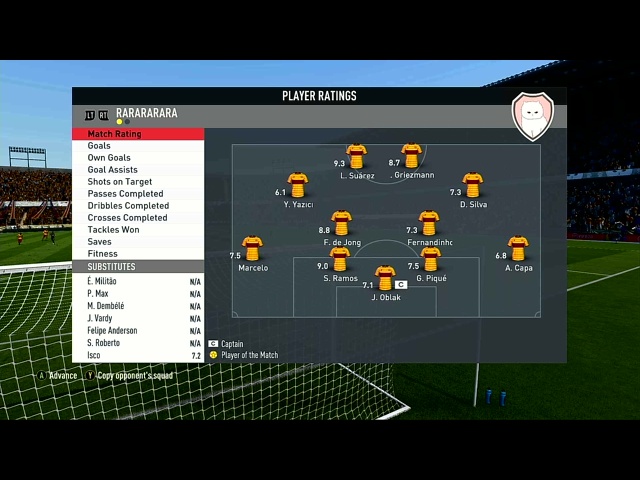 PLAYER RATINGS
LT RT RARARARARA
Match Rating
Goals
Own Goals
Goal Assists
Shots on Target
Passes Completed
Dribbles Completed
Crosses Completed
Tackles Won
Saves
Fitness
SUBSTITUTES
É. Militão N/A
P. Max N/A
M. Dembélé N/A
J. Vardy N/A
Felipe Anderson N/A
S. Roberto N/A
Isco 7.2
9.3 8.7
L. Suárez . Griezmann
6.1 7.3
Y. Yazıcı D. Silva
8.8 7.3
F. de Jong Fernandinho
7.5 6.8
Marcelo A. Capa
9.0 7.5
S. Ramos G. Piqué
7.1 C
J. Oblak
C Captain
Player of the Match
A Advance Y Copy opponent's squad